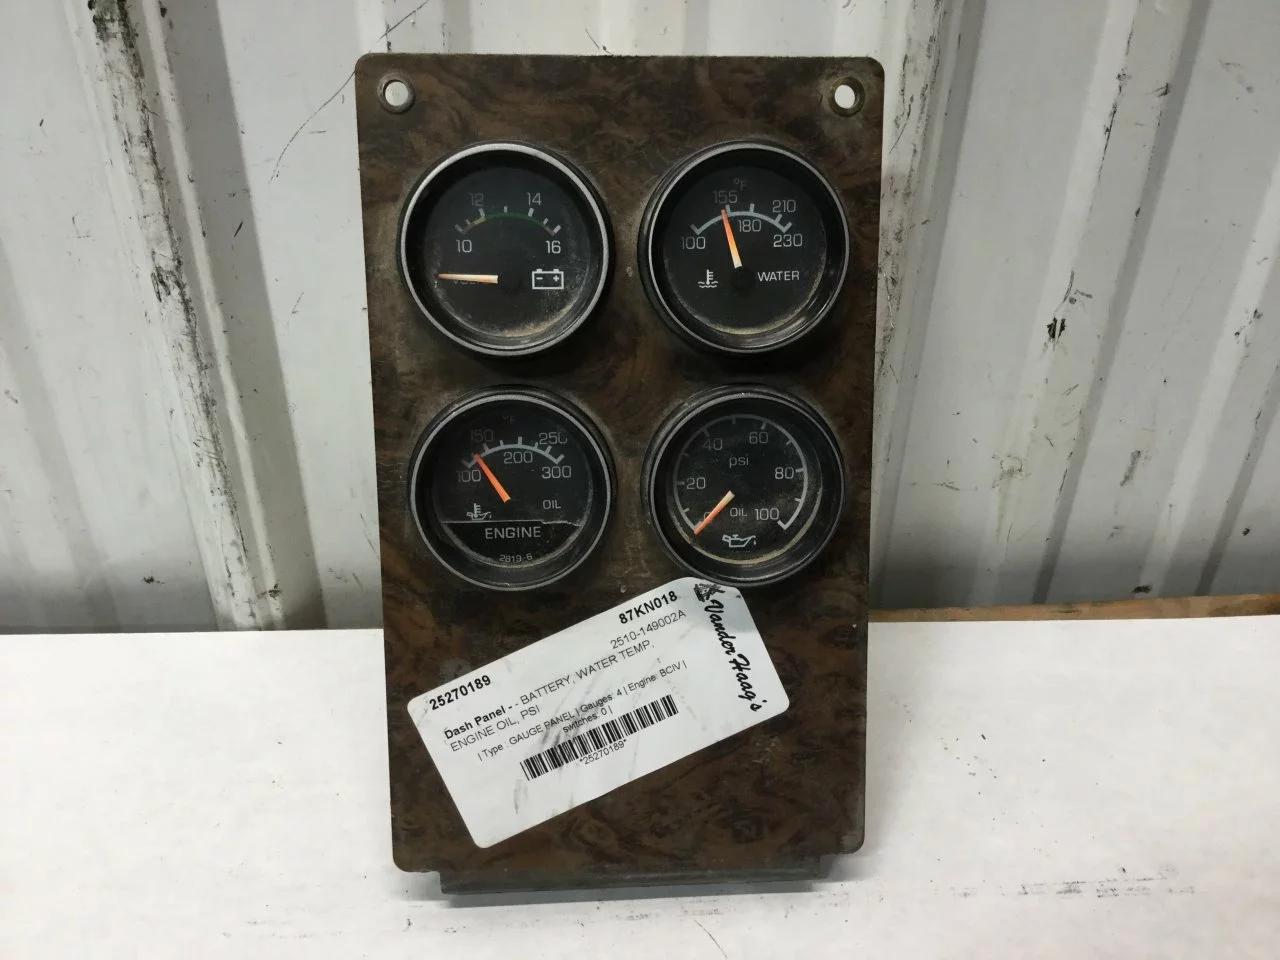 12 14
10 16
°F
155 210
100 180 230
WATER
°F
150 250
100 200 300
OIL
ENGINE
2819-6
40 60
psi
20 80
0 OIL 100
87KN018
2510-149002A
25270189
Dash Panel - - BATTERY, WATER TEMP,
ENGINE OIL, PSI
| Type : GAUGE PANEL | Gauges: 4 | Engine: BCIV |
switches: 0 |
*25270189*
Vander Haag's